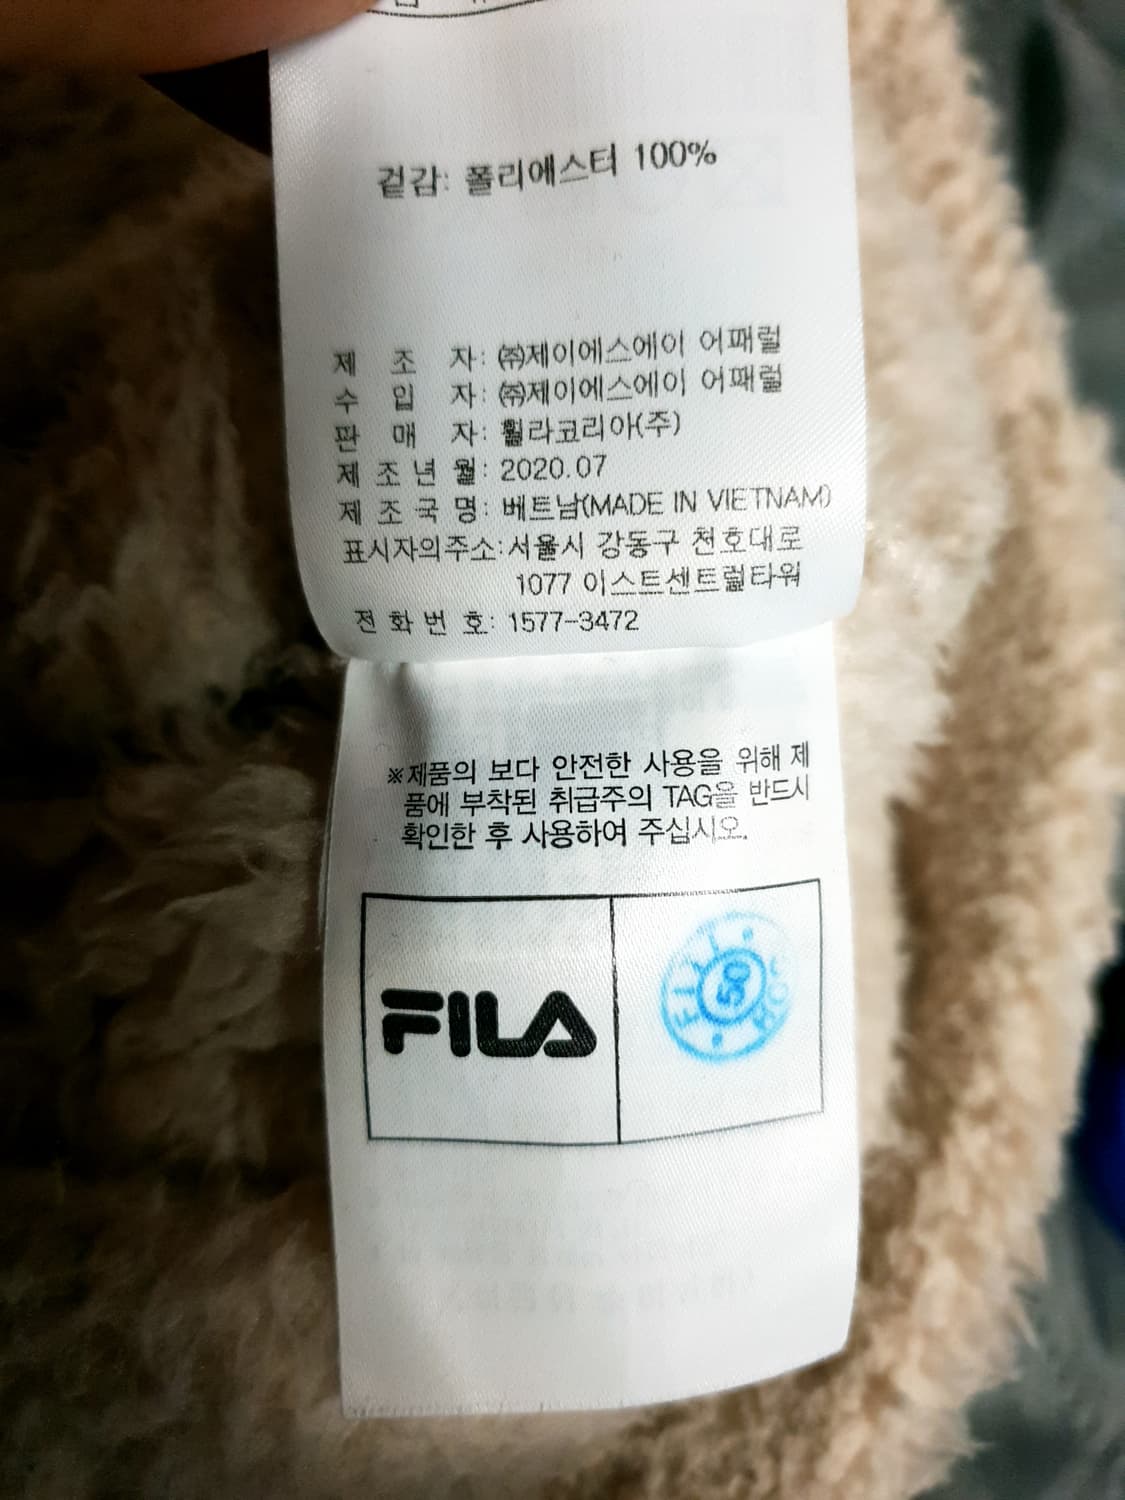 겉감: 폴리에스터 100%
제 조 자: ㈜제이에스에이 어패럴
수 입 자: ㈜제이에스에이 어패럴
판 매 자: 휠라코리아(주)
제 조 년 월: 2020.07
제 조 국 명: 베트남(MADE IN VIETNAM)
표시자의주소: 서울시 강동구 천호대로
1077 이스트센트럴타워
전 화 번 호: 1577-3472
※제품의 보다 안전한 사용을 위해 제
품에 부착된 취급주의 TAG을 반드시
확인한 후 사용하여 주십시오.
FILA
50